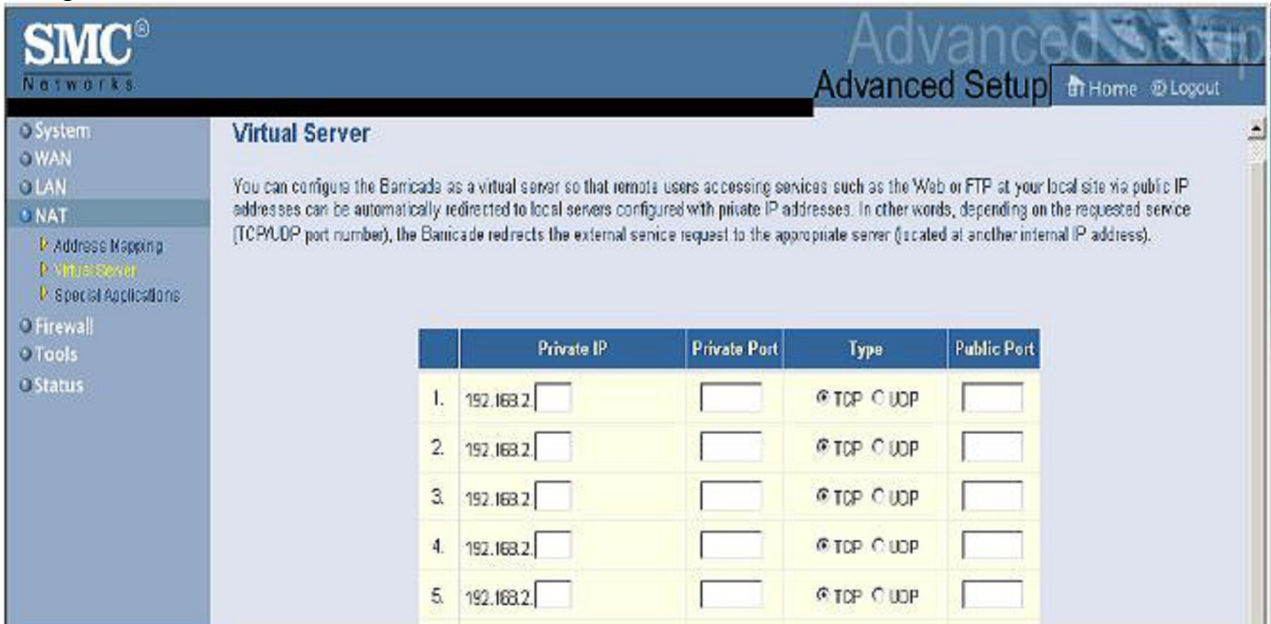 SMC®
Networks
Advanced Setup
Advanced Setup
Home Logout
System
WAN
LAN
NAT
Address Mapping
Virtual Server
Special Applications
Firewall
Tools
Status
Virtual Server
You can configure the Barricade as a virtual server so that remote users accessing services such as the Web or FTP at your local site via public IP
addresses can be automatically redirected to local servers configured with private IP addresses. In other words, depending on the requested service
(TCP/UDP port number), the Barricade redirects the external service request to the appropriate server (located at another internal IP address).
Private IP Private Port Type Public Port
1. 192.168.2. TCP UDP
2. 192.168.2. TCP UDP
3. 192.168.2. TCP UDP
4. 192.168.2. TCP UDP
5. 192.168.2. TCP UDP